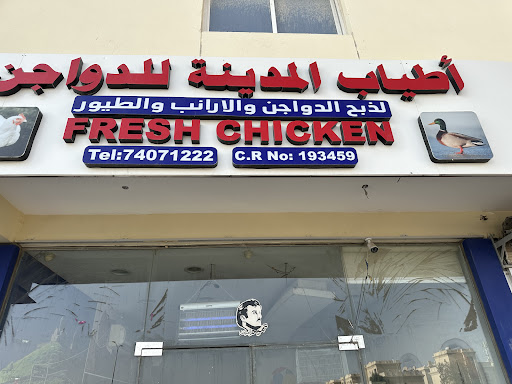 أطياب المدينة للدواجن
لذبح الدواجن والارانب والطيور
FRESH CHICKEN
Tel:74071222
C.R No: 193459